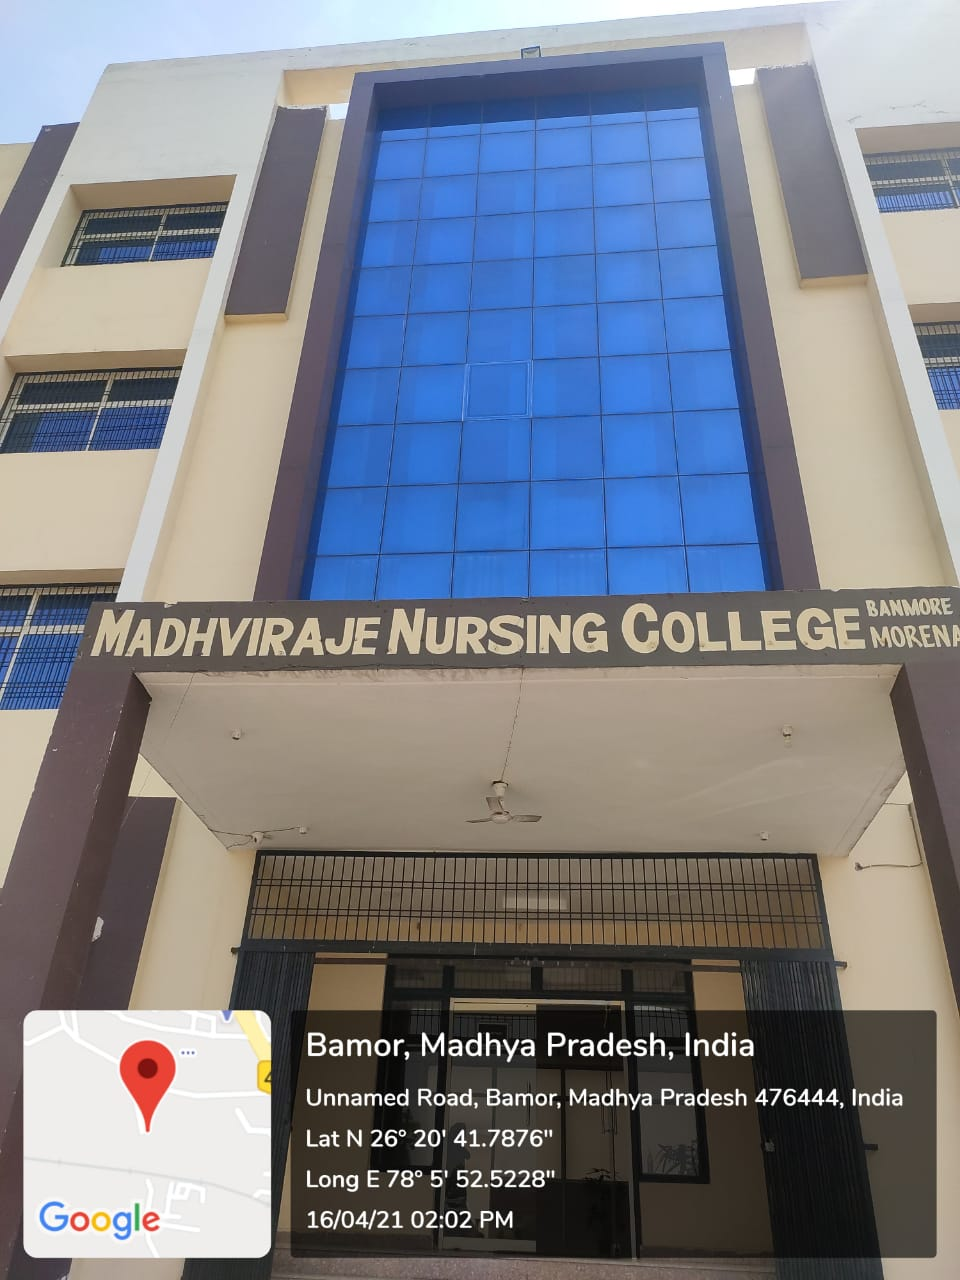 MADHVIRAJE NURSING COLLEGE BANMORE
MORENA
Bamor, Madhya Pradesh, India
Unnamed Road, Bamor, Madhya Pradesh 476444, India
Lat N 26° 20' 41.7876"
Long E 78° 5' 52.5228"
16/04/21 02:02 PM
Google